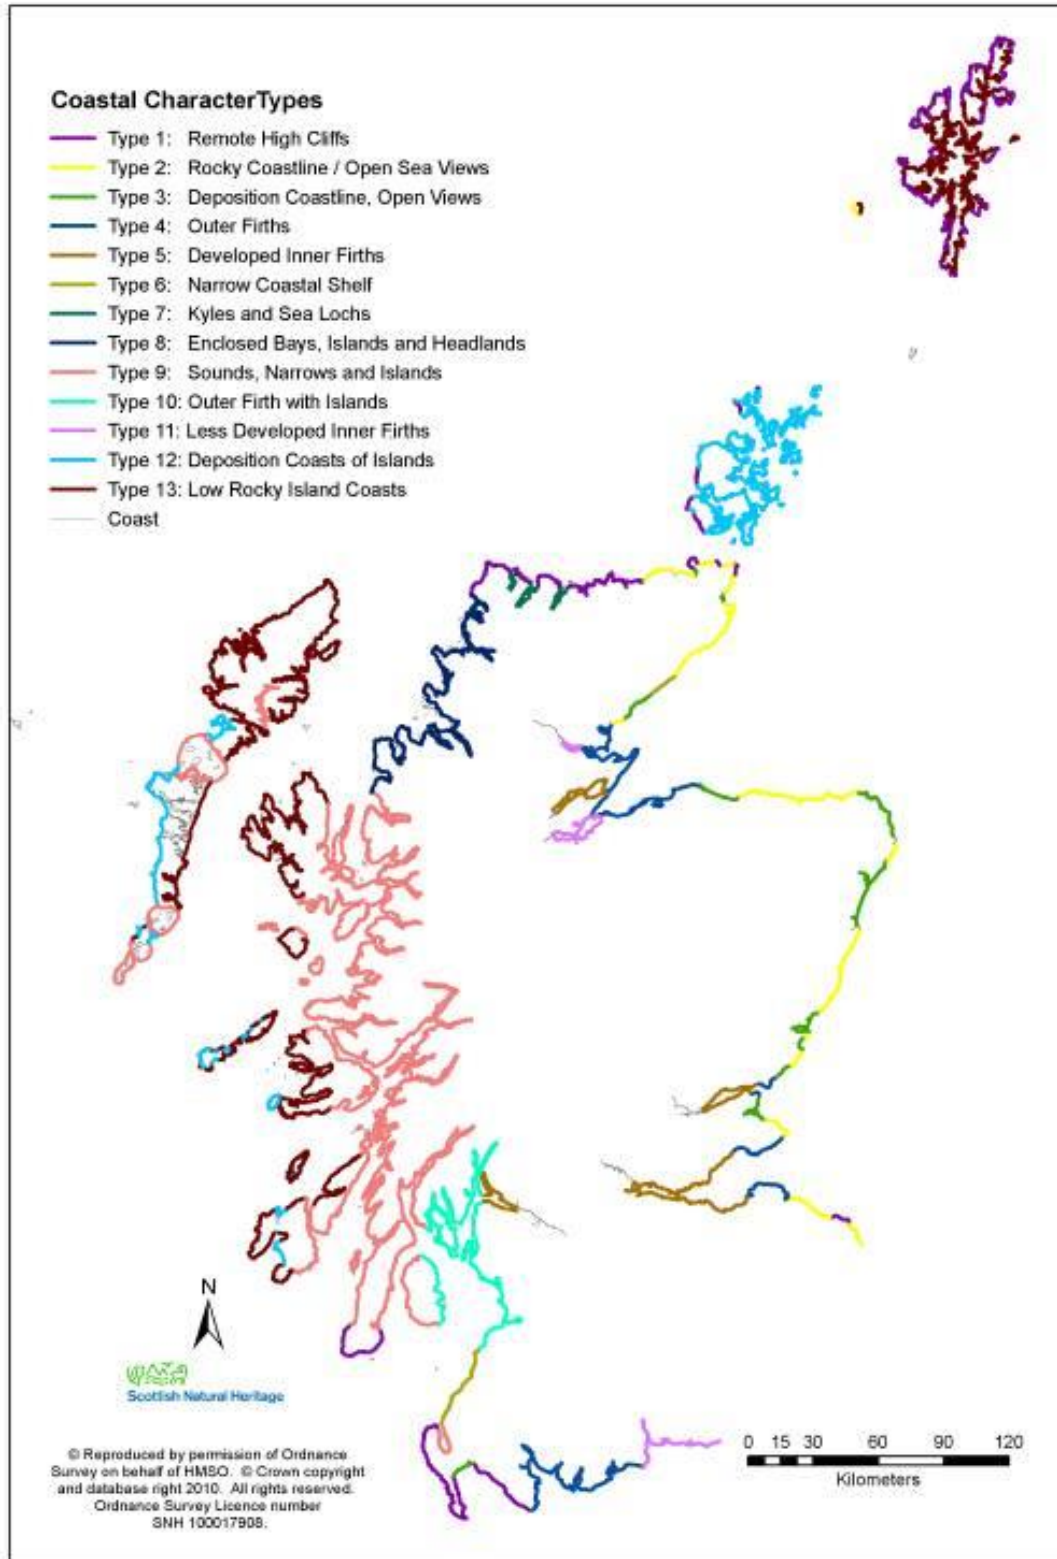 Coastal CharacterTypes
Type 1: Remote High Cliffs
Type 2: Rocky Coastline / Open Sea Views
Type 3: Deposition Coastline, Open Views
Type 4: Outer Firths
Type 5: Developed Inner Firths
Type 6: Narrow Coastal Shelf
Type 7: Kyles and Sea Lochs
Type 8: Enclosed Bays, Islands and Headlands
Type 9: Sounds, Narrows and Islands
Type 10: Outer Firth with Islands
Type 11: Less Developed Inner Firths
Type 12: Deposition Coasts of Islands
Type 13: Low Rocky Island Coasts
Coast
N
Scottish Natural Heritage
© Reproduced by permission of Ordnance
Survey on behalf of HMSO. © Crown copyright
and database right 2010. All rights reserved.
Ordnance Survey Licence number
SNH 100017908.
0 15 30 60 90 120
Kilometers